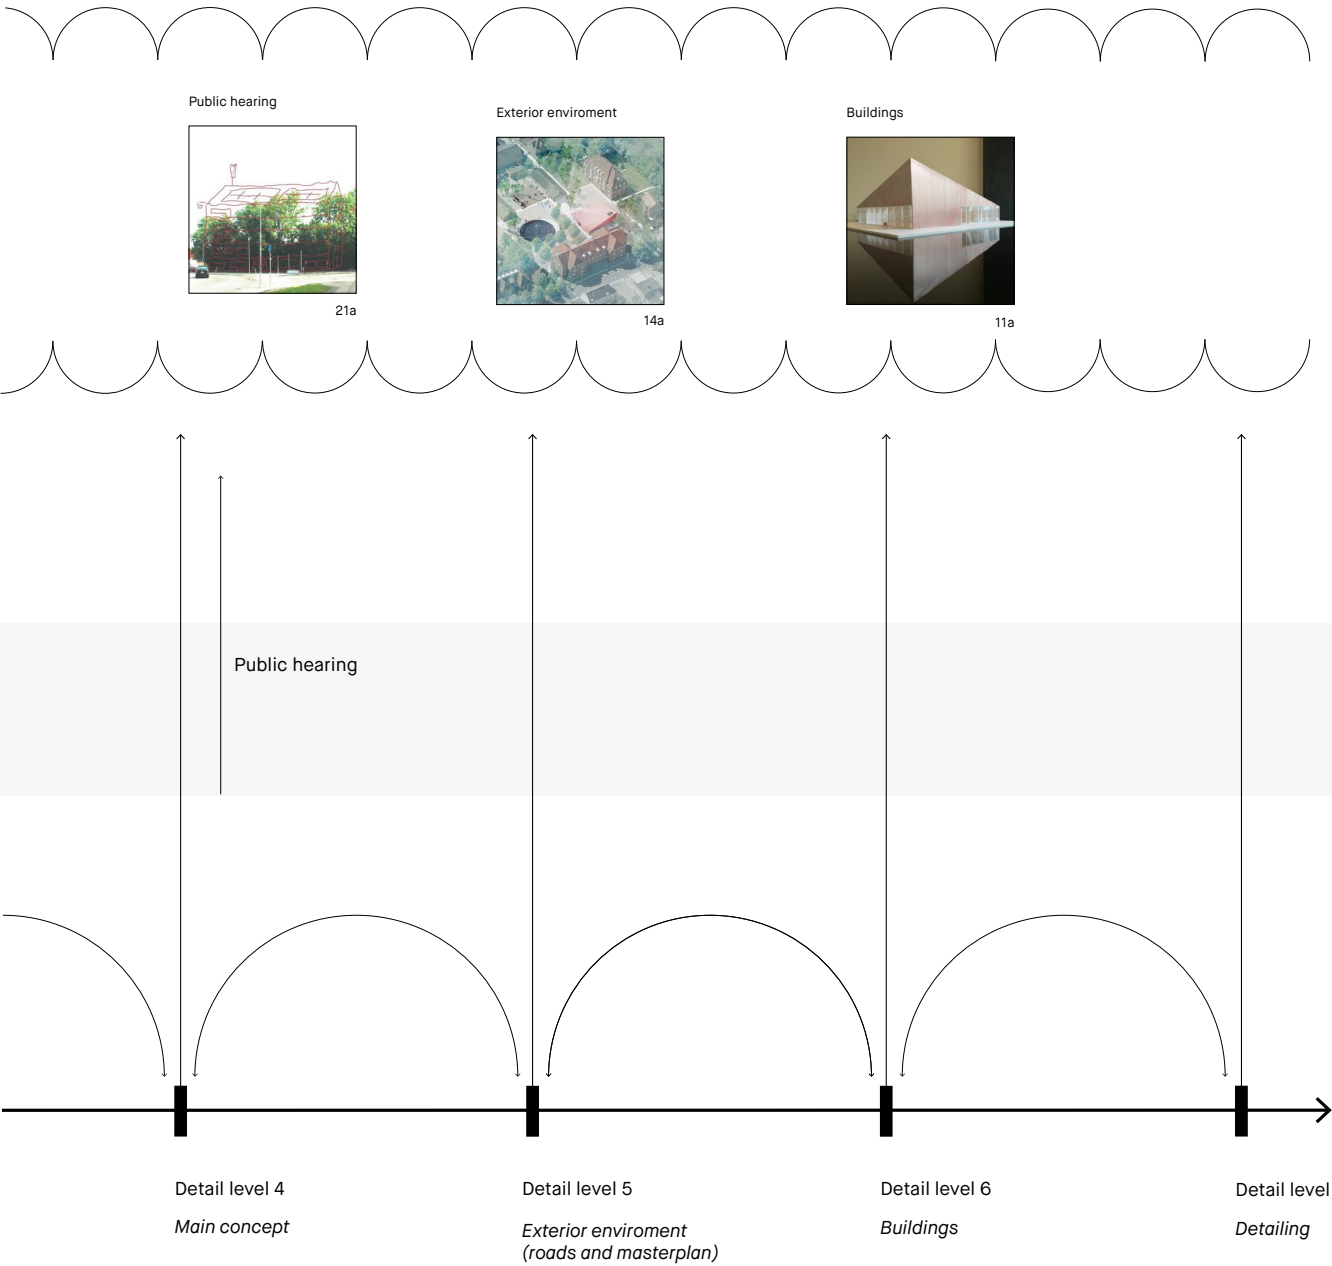 Public hearing
Exterior enviroment
Buildings
21a
14a
11a
Public hearing
Detail level 4
Main concept
Detail level 5
Exterior enviroment
(roads and masterplan)
Detail level 6
Buildings
Detail level
Detailing